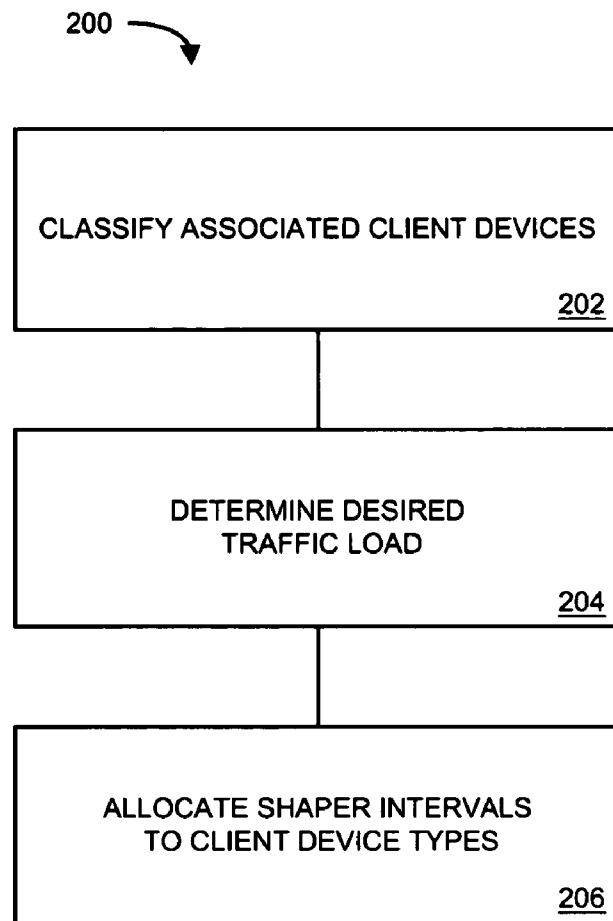 200
CLASSIFY ASSOCIATED CLIENT DEVICES
202
DETERMINE DESIRED
TRAFFIC LOAD
204
ALLOCATE SHAPER INTERVALS
TO CLIENT DEVICE TYPES
206